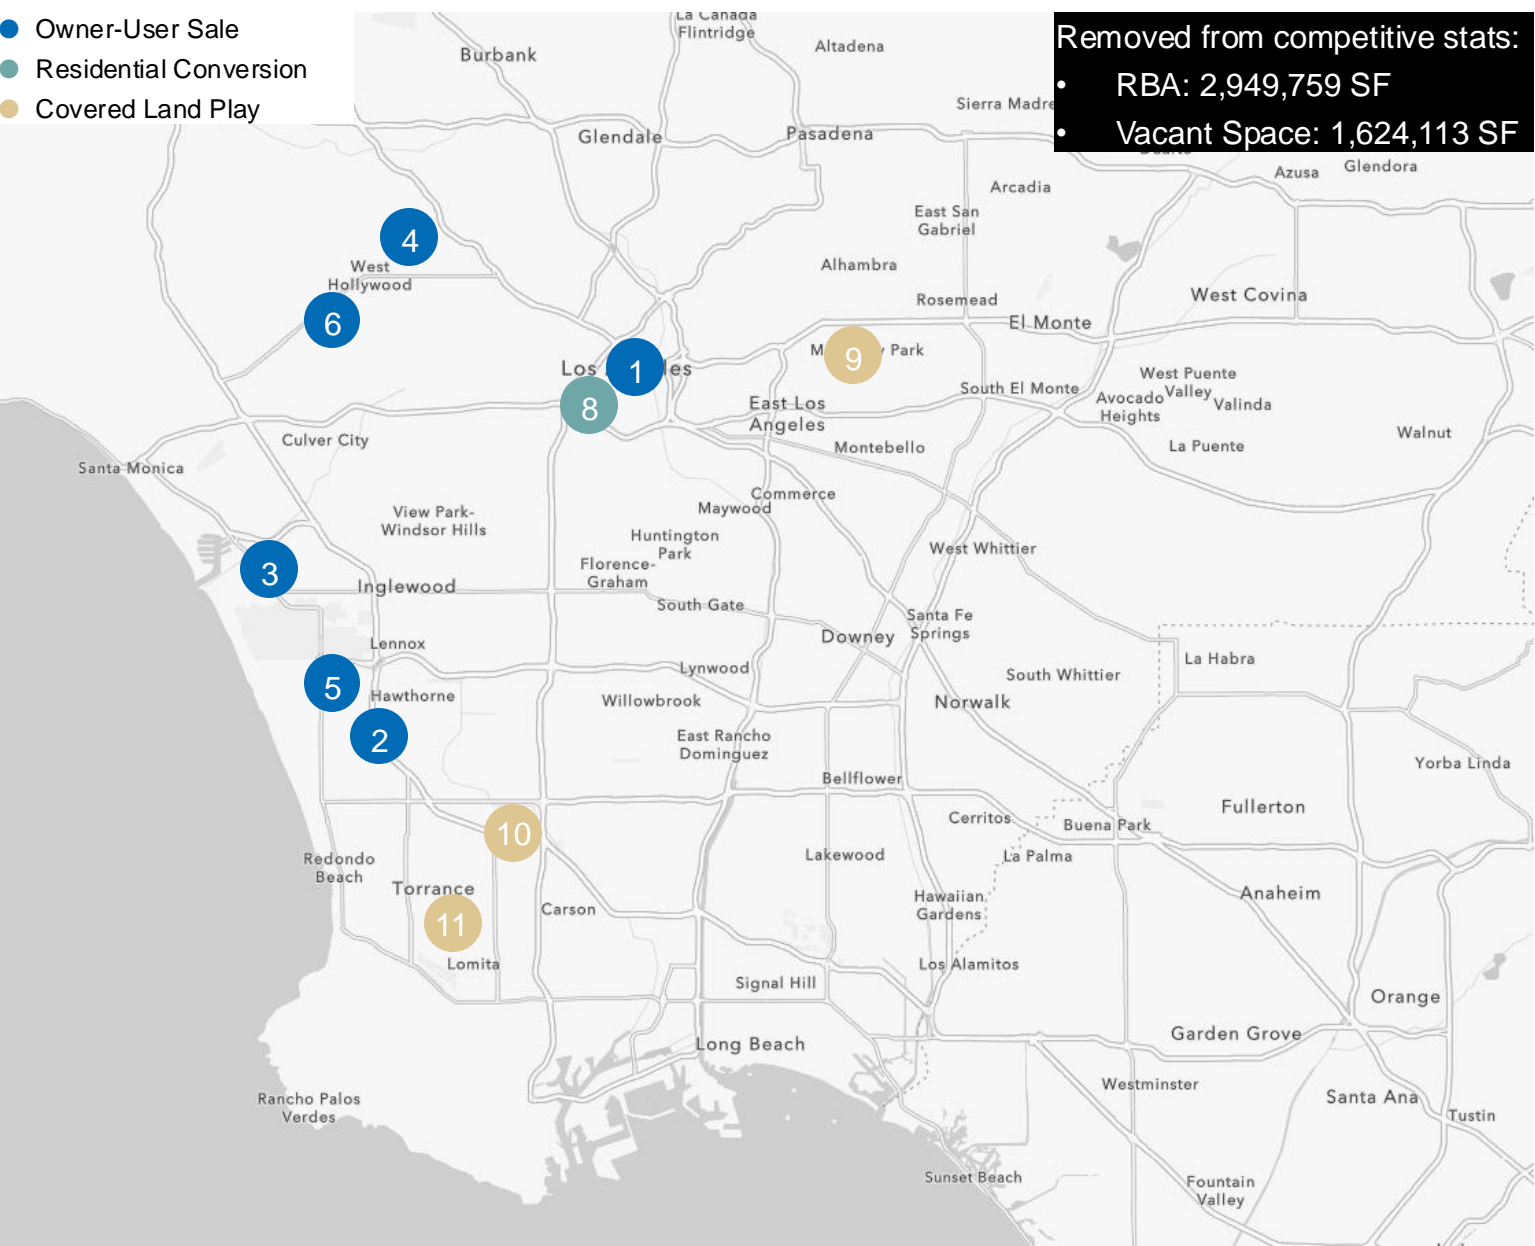 Owner-User Sale
Residential Conversion
Covered Land Play
Removed from competitive stats:
• RBA: 2,949,759 SF
• Vacant Space: 1,624,113 SF
La Canada
Flintridge
Burbank
Altadena
Sierra Madre
Glendale
Pasadena
Azusa
Glendora
Arcadia
East San
Gabriel
4
West
Hollywood
Alhambra
6
Rosemead
West Covina
El Monte
Los
1
les
9
Park
8
East Los
Angeles
South El Monte
West Puente
Valley
Avocado
Heights
Valinda
Culver City
Montebello
La Puente
Walnut
Santa Monica
Commerce
Maywood
View Park-
Windsor Hills
Huntington
Park
West Whittier
3
Inglewood
Florence-
Graham
South Gate
Santa Fe
Springs
Downey
Lennox
Lynwood
La Habra
South Whittier
5
Hawthorne
Willowbrook
Norwalk
2
East Rancho
Dominguez
Yorba Linda
Bellflower
Fullerton
10
Cerritos
Buena Park
Redondo
Beach
Lakewood
La Palma
Torrance
Anaheim
11
Carson
Hawaiian
Gardens
Lomita
Los Alamitos
Signal Hill
Orange
Long Beach
Garden Grove
Westminster
Rancho Palos
Verdes
Santa Ana
Tustin
Sunset Beach
Fountain
Valley